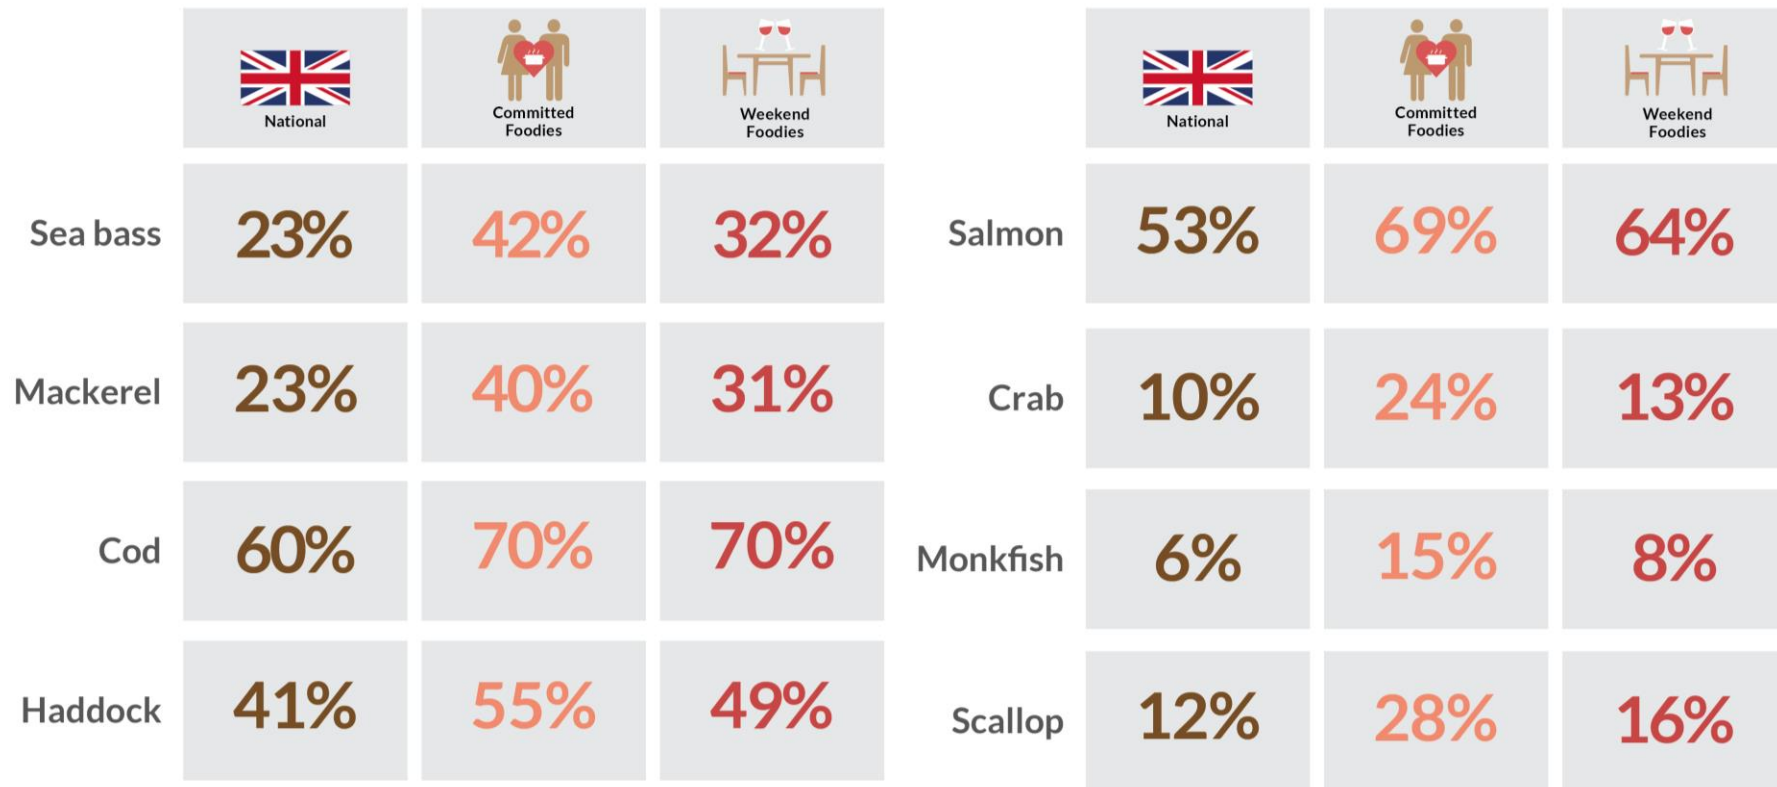 National
Committed
Foodies
Weekend
Foodies
Sea bass 23% 42% 32%
Mackerel 23% 40% 31%
Cod 60% 70% 70%
Haddock 41% 55% 49%
National
Committed
Foodies
Weekend
Foodies
Salmon 53% 69% 64%
Crab 10% 24% 13%
Monkfish 6% 15% 8%
Scallop 12% 28% 16%